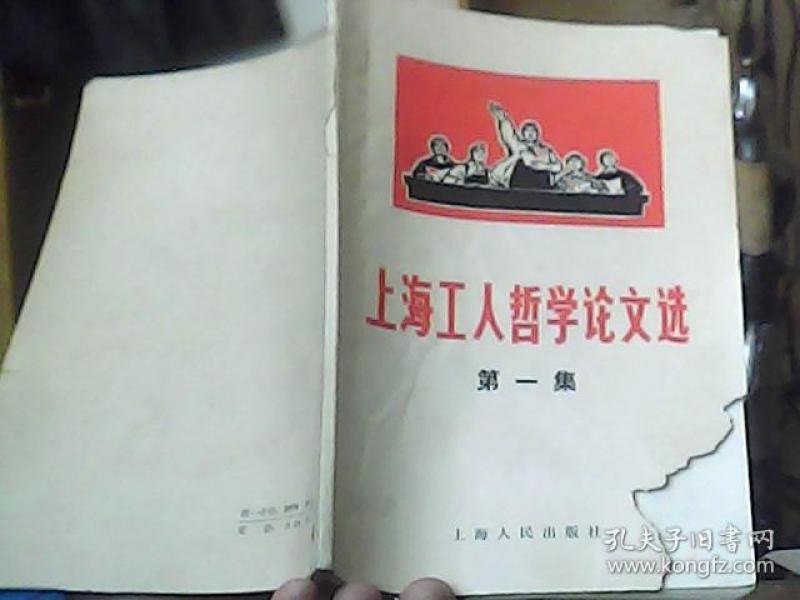 上海工人哲学论文选
第一集
上海人民出版社
孔夫子旧书网
www.kongfz.com